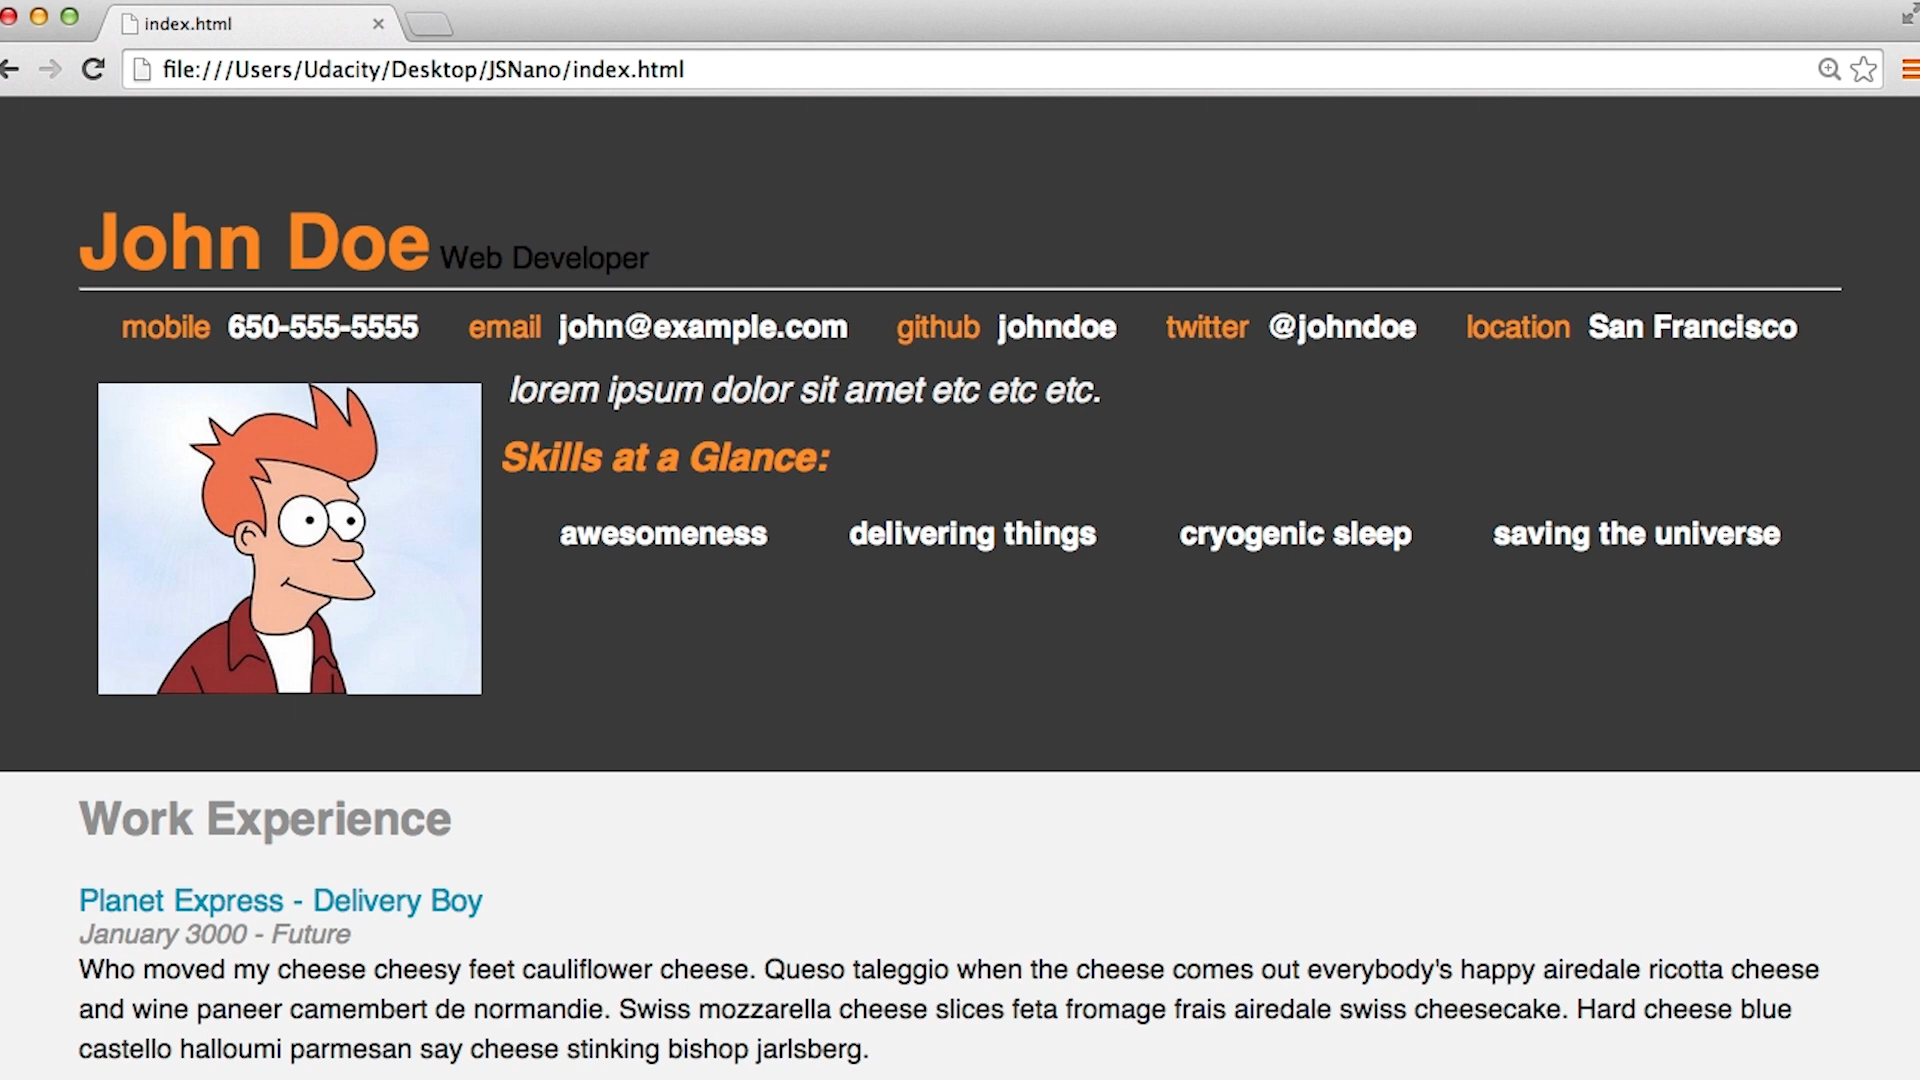 index.html
file:///Users/Udacity/Desktop/JSNano/index.html
John Doe Web Developer
mobile 650-555-5555 email john@example.com github johndoe twitter @johndoe location San Francisco
lorem ipsum dolor sit amet etc etc etc.
Skills at a Glance:
awesomeness delivering things cryogenic sleep saving the universe
Work Experience
Planet Express - Delivery Boy
January 3000 - Future
Who moved my cheese cheesy feet cauliflower cheese. Queso taleggio when the cheese comes out everybody's happy airedale ricotta cheese
and wine paneer camembert de normandie. Swiss mozzarella cheese slices feta fromage frais airedale swiss cheesecake. Hard cheese blue
castello halloumi parmesan say cheese stinking bishop jarlsberg.